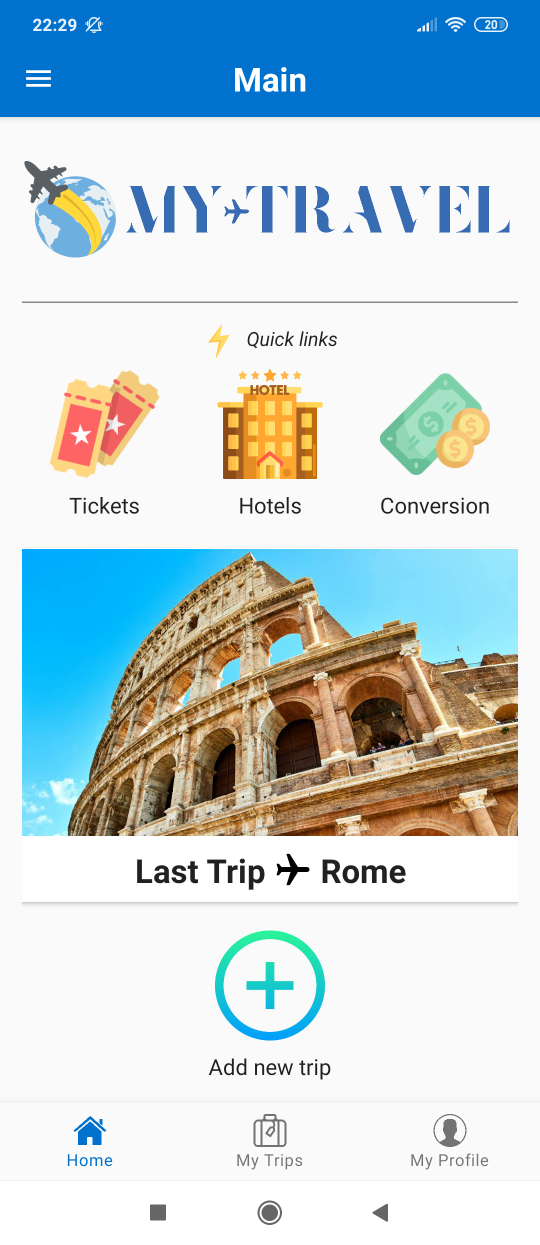 22:29 20
Main
MY TRAVEL
Quick links
HOTEL
Tickets Hotels Conversion
Last Trip Rome
Add new trip
Home My Trips My Profile